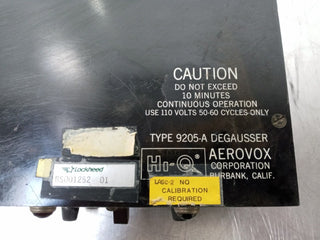 CAUTION
DO NOT EXCEED
10 MINUTES
CONTINUOUS OPERATION
USE 110 VOLTS 50-60 CYCLES-ONLY
TYPE 9205-A DEGAUSSER
Hi-Q
AEROVOX
CORPORATION
BURBANK, CALIF.
Lockheed
NO
CALIBRATION
REQUIRED